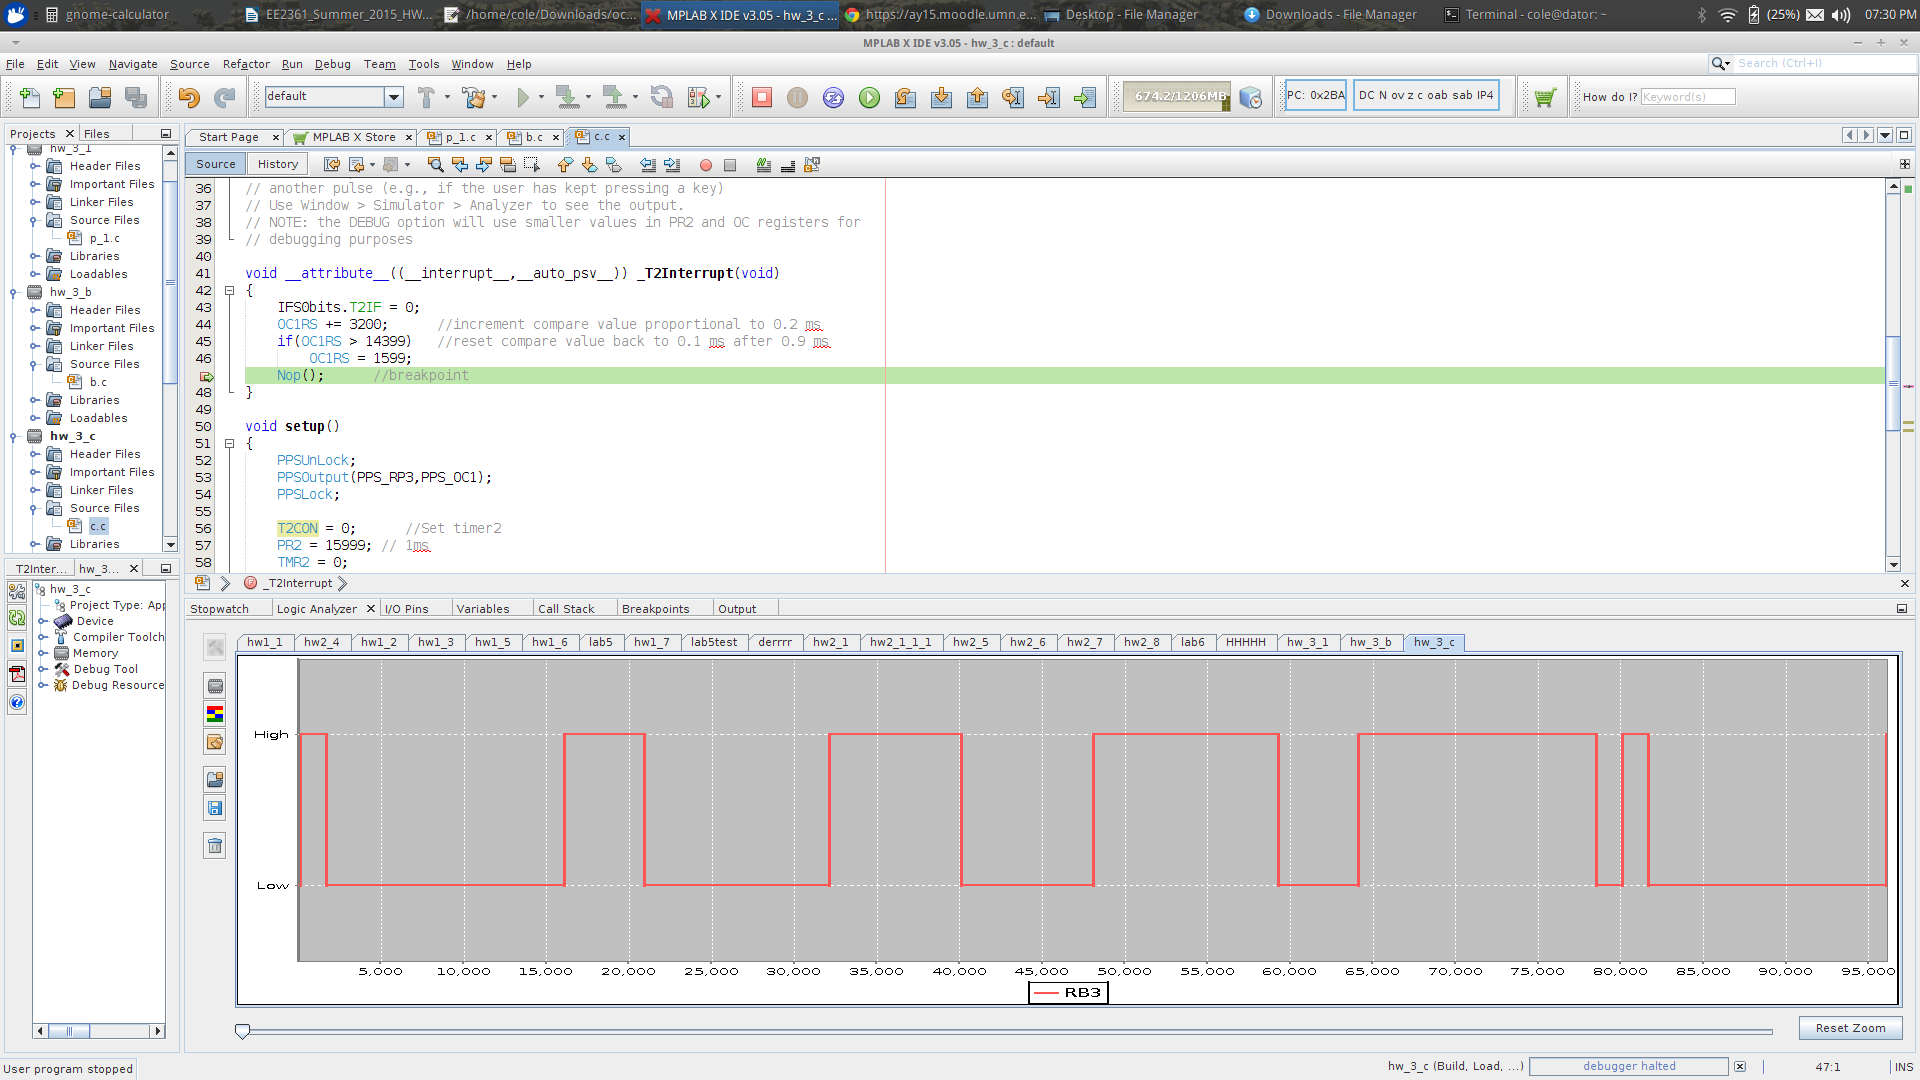 gnome-calculator
EE2361_Summer_2015_HW...
/home/cole/Downloads/oc...
MPLAB X IDE v3.05 - hw_3_c ...
https://ay15.moodle.umn.e...
Desktop - File Manager
Downloads - File Manager
Terminal - cole@dator: ~
(25%)
07:30 PM
MPLAB X IDE v3.05 - hw_3_c : default
File Edit View Navigate Source Refactor Run Debug Team Tools Window Help
Search (Ctrl+I)
default
674.2/1206MB
PC: 0x2BA
DC N ov z c oab sab IP4
How do I? Keyword(s)
Projects
Files
Start Page
MPLAB X Store
p_1.c
b.c
c.c
Source
History
hw_3_1
Header Files
Important Files
Linker Files
Source Files
p_1.c
Libraries
Loadables
hw_3_b
Header Files
Important Files
Linker Files
Source Files
b.c
Libraries
Loadables
hw_3_c
Header Files
Important Files
Linker Files
Source Files
c.c
Libraries
36 // another pulse (e.g., if the user has kept pressing a key)
37 // Use Window > Simulator > Analyzer to see the output.
38 // NOTE: the DEBUG option will use smaller values in PR2 and OC registers for
39 // debugging purposes
40
41 void __attribute__((__interrupt__,__auto_psv__)) _T2Interrupt(void)
42 {
43 IFS0bits.T2IF = 0;
44 OC1RS += 3200; //increment compare value proportional to 0.2 ms
45 if(OC1RS > 14399) //reset compare value back to 0.1 ms after 0.9 ms
46 OC1RS = 1599;
Nop(); //breakpoint
48 }
49
50 void setup()
51 {
52 PPSUnLock;
53 PPSOutput(PPS_RP3,PPS_OC1);
54 PPSLock;
55
56 T2CON = 0; //Set timer2
57 PR2 = 15999; // 1ms
58 TMR2 = 0;
_T2Interrupt
T2Inter...
hw_3...
hw_3_c
Project Type: App
Device
Compiler Toolch
Memory
Debug Tool
Debug Resource
Stopwatch
Logic Analyzer
I/O Pins
Variables
Call Stack
Breakpoints
Output
hw1_1 hw2_4 hw1_2 hw1_3 hw1_5 hw1_6 lab5 hw1_7 lab5test derrrr hw2_1 hw2_1_1_1 hw2_5 hw2_6 hw2_7 hw2_8 lab6 HHHHH hw_3_1 hw_3_b hw_3_c
High
Low
5,000 10,000 15,000 20,000 25,000 30,000 35,000 40,000 45,000 50,000 55,000 60,000 65,000 70,000 75,000 80,000 85,000 90,000 95,000
RB3
Reset Zoom
User program stopped
hw_3_c (Build, Load, ...)
debugger halted
47:1
INS